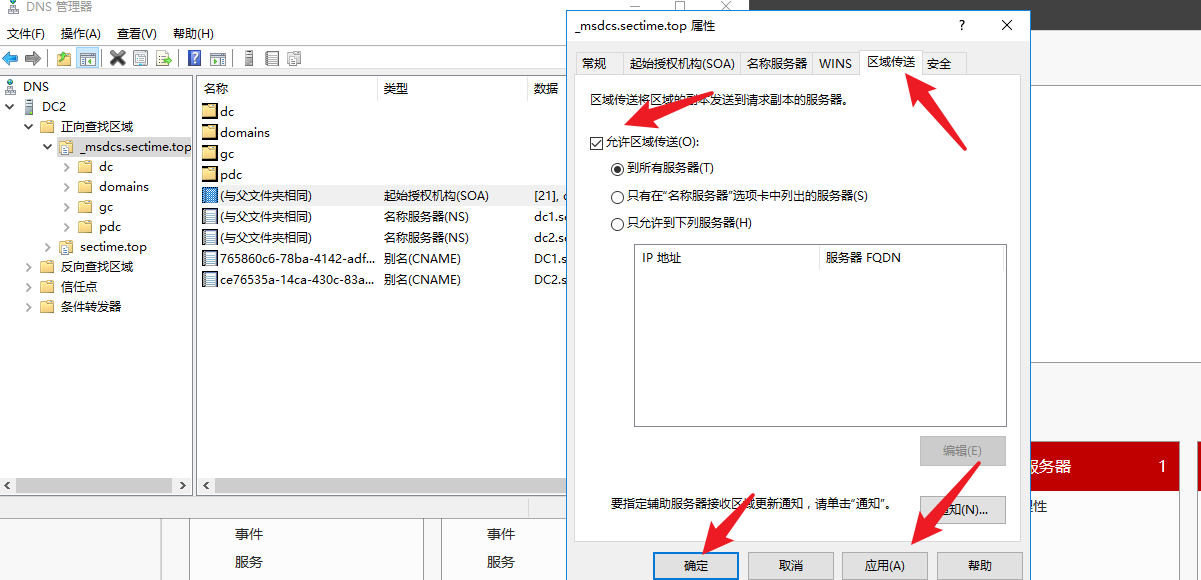 DNS 管理器
文件(F) 操作(A) 查看(V) 帮助(H)
DNS
DC2
正向查找区域
_msdcs.sectime.top
dc
domains
gc
pdc
sectime.top
反向查找区域
信任点
条件转发器
名称 类型 数据
dc
domains
gc
pdc
(与父文件夹相同) 起始授权机构(SOA) [21], c
(与父文件夹相同) 名称服务器(NS) dc1.se
(与父文件夹相同) 名称服务器(NS) dc2.se
765860c6-78ba-4142-adf... 别名(CNAME) DC1.s
ce76535a-14ca-430c-83a... 别名(CNAME) DC2.s
_msdcs.sectime.top 属性
常规 起始授权机构(SOA) 名称服务器 WINS 区域传送 安全
区域传送将区域的副本发送到请求副本的服务器。
允许区域传送(O):
到所有服务器(T)
只有在“名称服务器”选项卡中列出的服务器(S)
只允许到下列服务器(H)
IP 地址 服务器 FQDN
编辑(E)
要指定辅助服务器接收区域更新通知，请单击“通知”。
通知(N)...
确定 取消 应用(A) 帮助
服务器 1
性
事件 事件
服务 服务